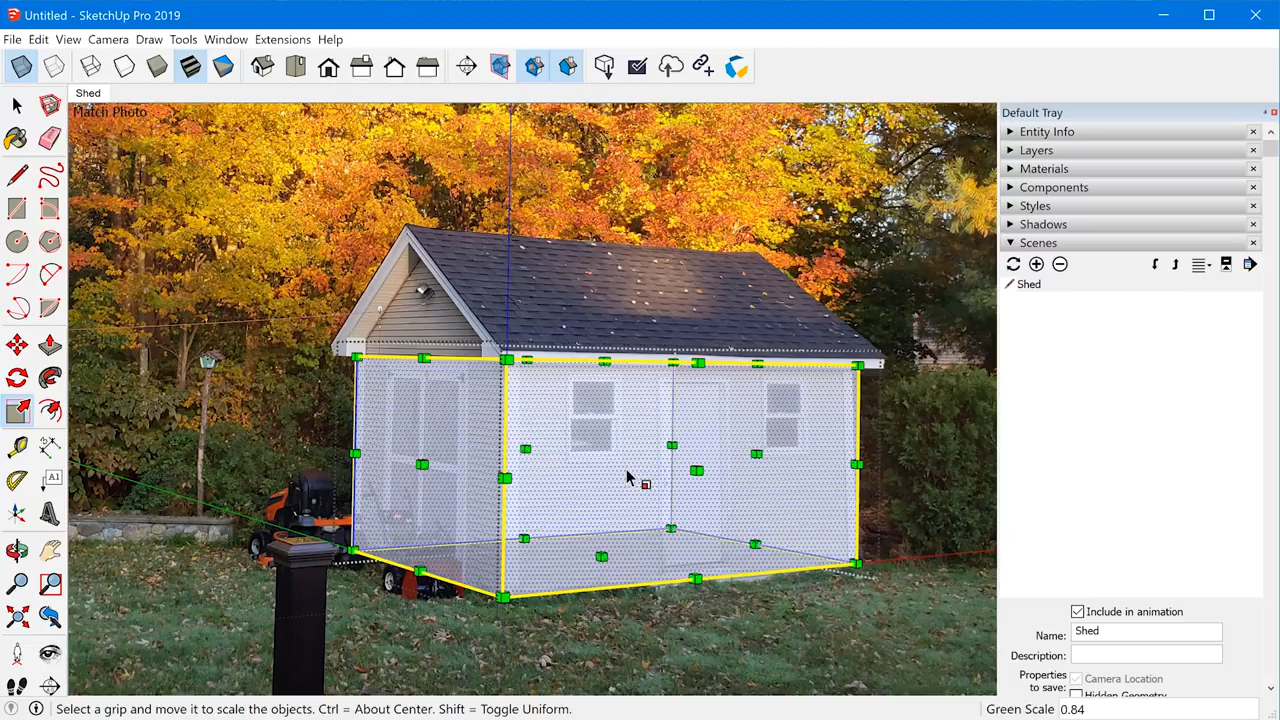 Untitled - SketchUp Pro 2019
File Edit View Camera Draw Tools Window Extensions Help
Shed
Match Photo
Default Tray
Entity Info
Layers
Materials
Components
Styles
Shadows
Scenes
Shed
A1
Include in animation
Name: Shed
Description:
Properties
to save:
Camera Location
Hidden Geometry
Select a grip and move it to scale the objects. Ctrl = About Center. Shift = Toggle Uniform.
Green Scale 0.84